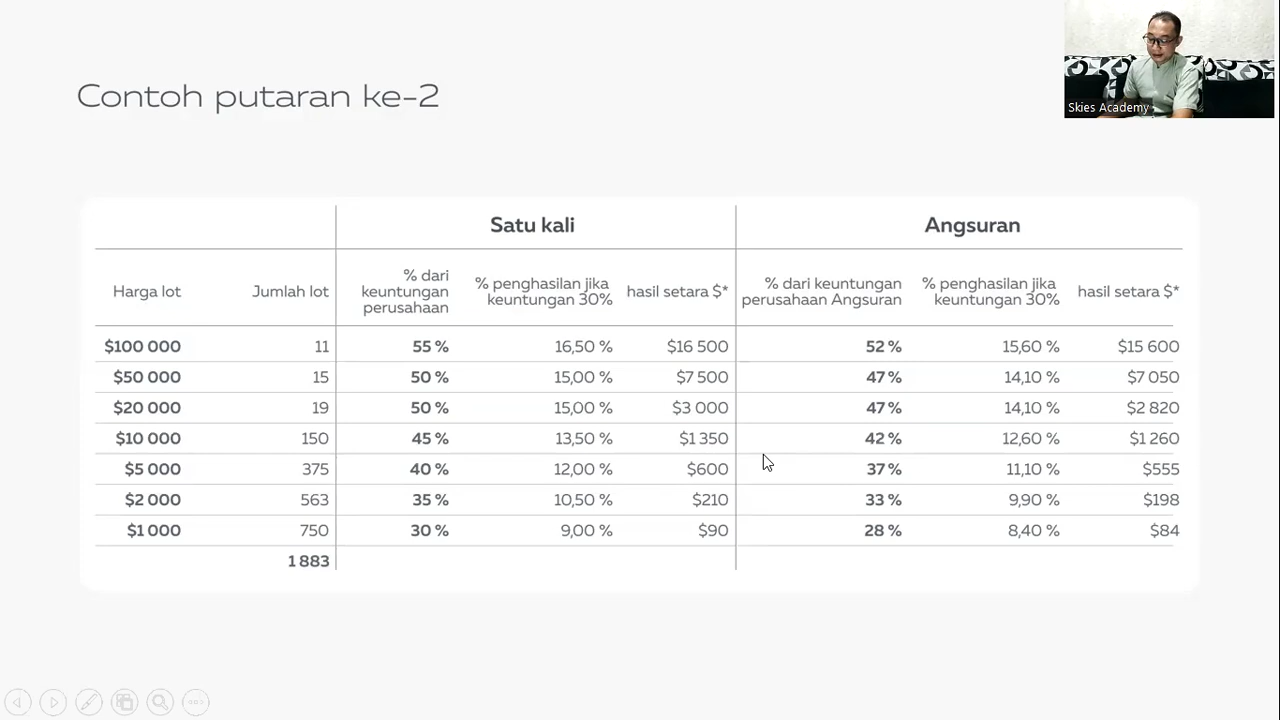 Skies Academy
Contoh putaran ke-2
Satu kali Angsuran
Harga lot Jumlah lot % dari keuntungan perusahaan % penghasilan jika keuntungan 30% hasil setara $* % dari keuntungan perusahaan Angsuran % penghasilan jika keuntungan 30% hasil setara $*
$100 000 11 55 % 16,50 % $16 500 52 % 15,60 % $15 600
$50 000 15 50 % 15,00 % $7 500 47 % 14,10 % $7 050
$20 000 19 50 % 15,00 % $3 000 47 % 14,10 % $2 820
$10 000 150 45 % 13,50 % $1 350 42 % 12,60 % $1 260
$5 000 375 40 % 12,00 % $600 37 % 11,10 % $555
$2 000 563 35 % 10,50 % $210 33 % 9,90 % $198
$1 000 750 30 % 9,00 % $90 28 % 8,40 % $84
1 883